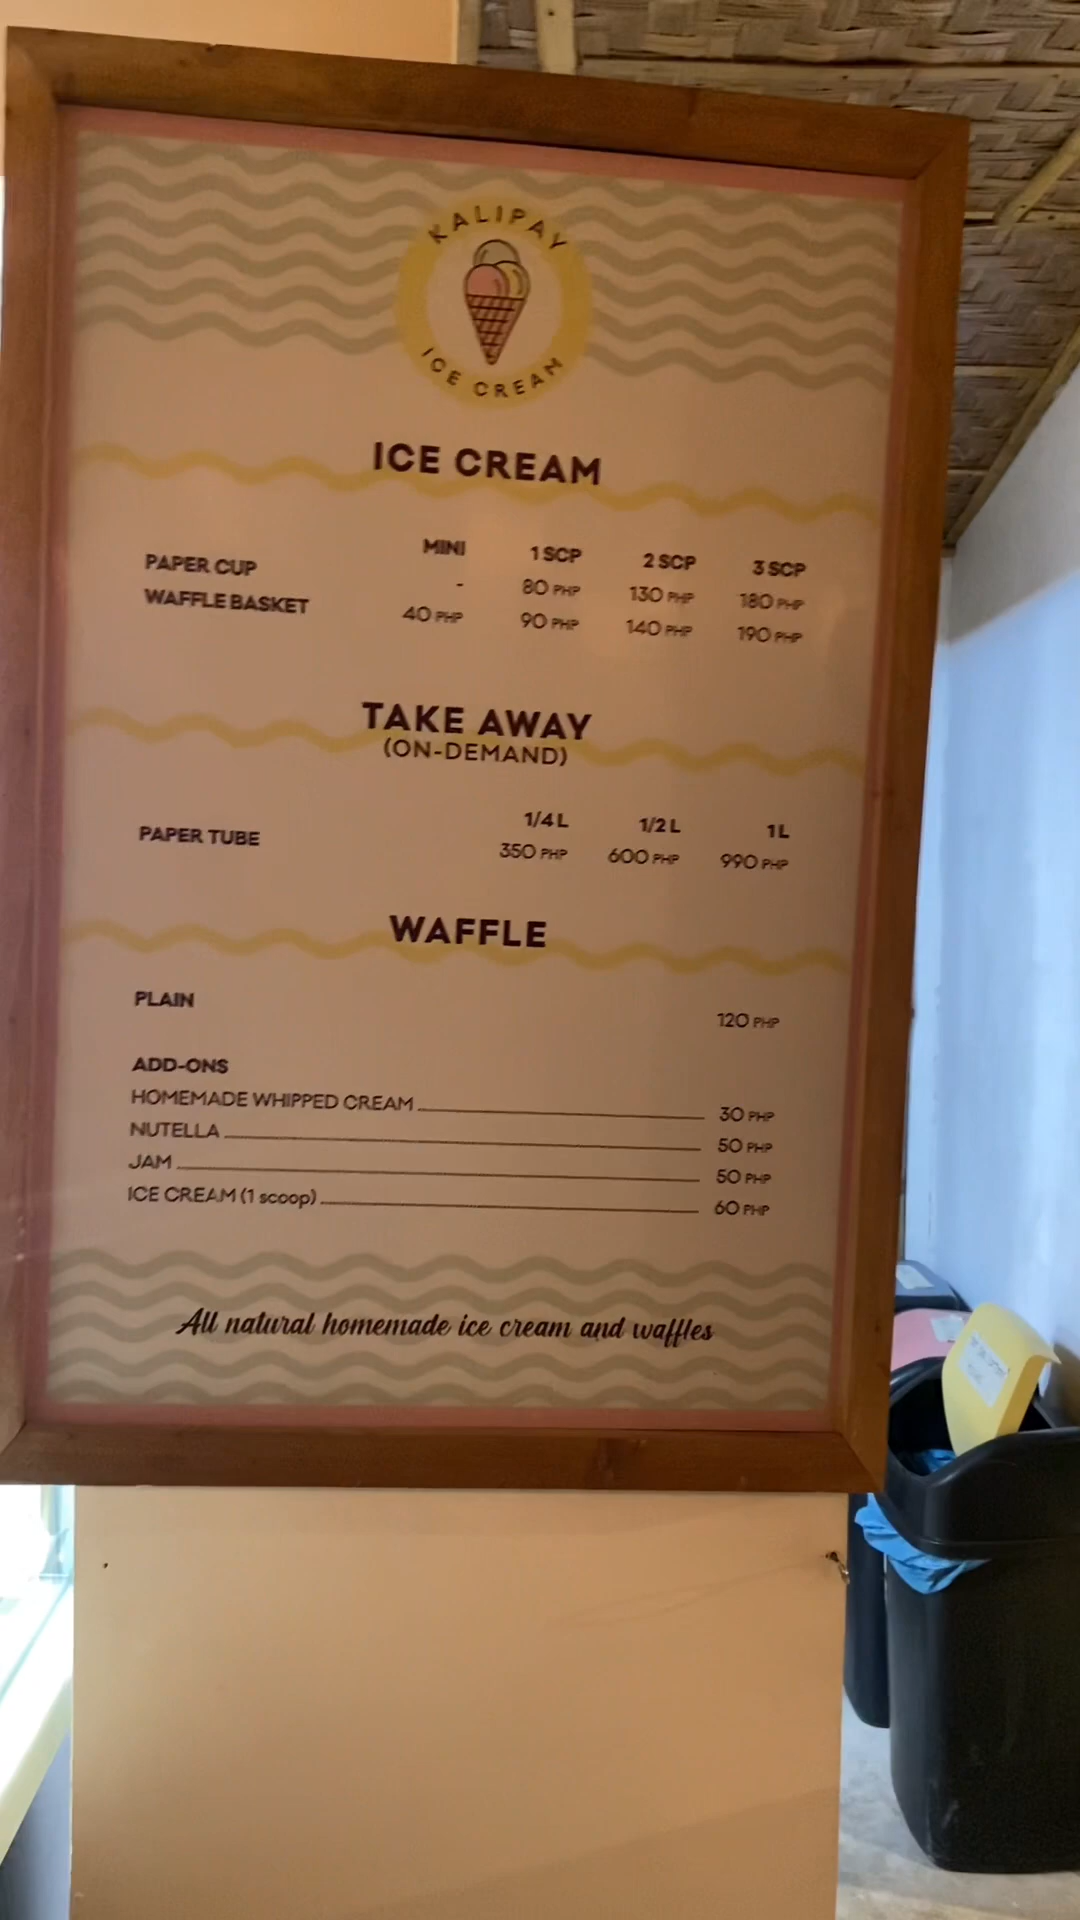 KALIPAY
ICE CREAM
ICE CREAM
MINI 1 SCP 2 SCP 3 SCP
PAPER CUP - 80 PHP 130 PHP 180 PHP
WAFFLE BASKET 40 PHP 90 PHP 140 PHP 190 PHP
TAKE AWAY
(ON-DEMAND)
1/4 L 1/2 L 1 L
PAPER TUBE 350 PHP 600 PHP 990 PHP
WAFFLE
PLAIN 120 PHP
ADD-ONS
HOMEMADE WHIPPED CREAM 30 PHP
NUTELLA 50 PHP
JAM 50 PHP
ICE CREAM (1 scoop) 60 PHP
All natural homemade ice cream and waffles